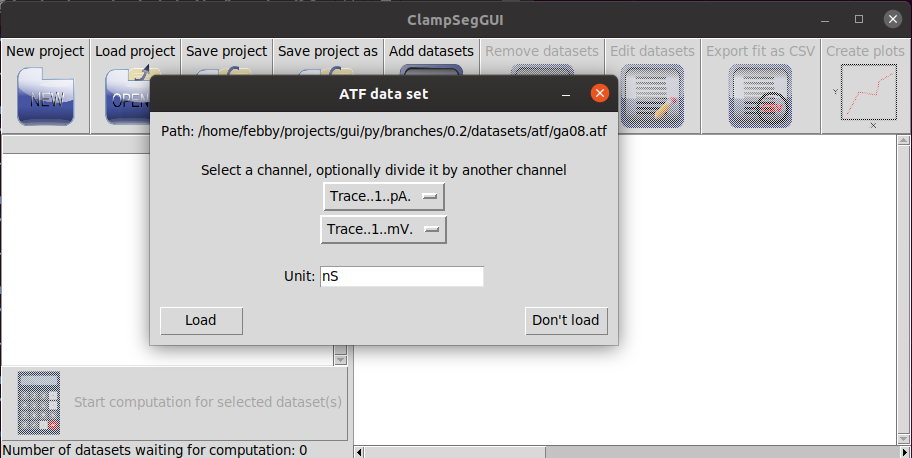 ClampSegGUI
New project Load project Save project Save project as Add datasets Remove datasets Edit datasets Export fit as CSV Create plots
NEW OPEN CSV Y X
ATF data set
Path: /home/febby/projects/gui/py/branches/0.2/datasets/atf/ga08.atf
Select a channel, optionally divide it by another channel
Trace..1..pA.
Trace..1..mV.
Unit: nS
Load Don't load
Start computation for selected dataset(s)
Number of datasets waiting for computation: 0